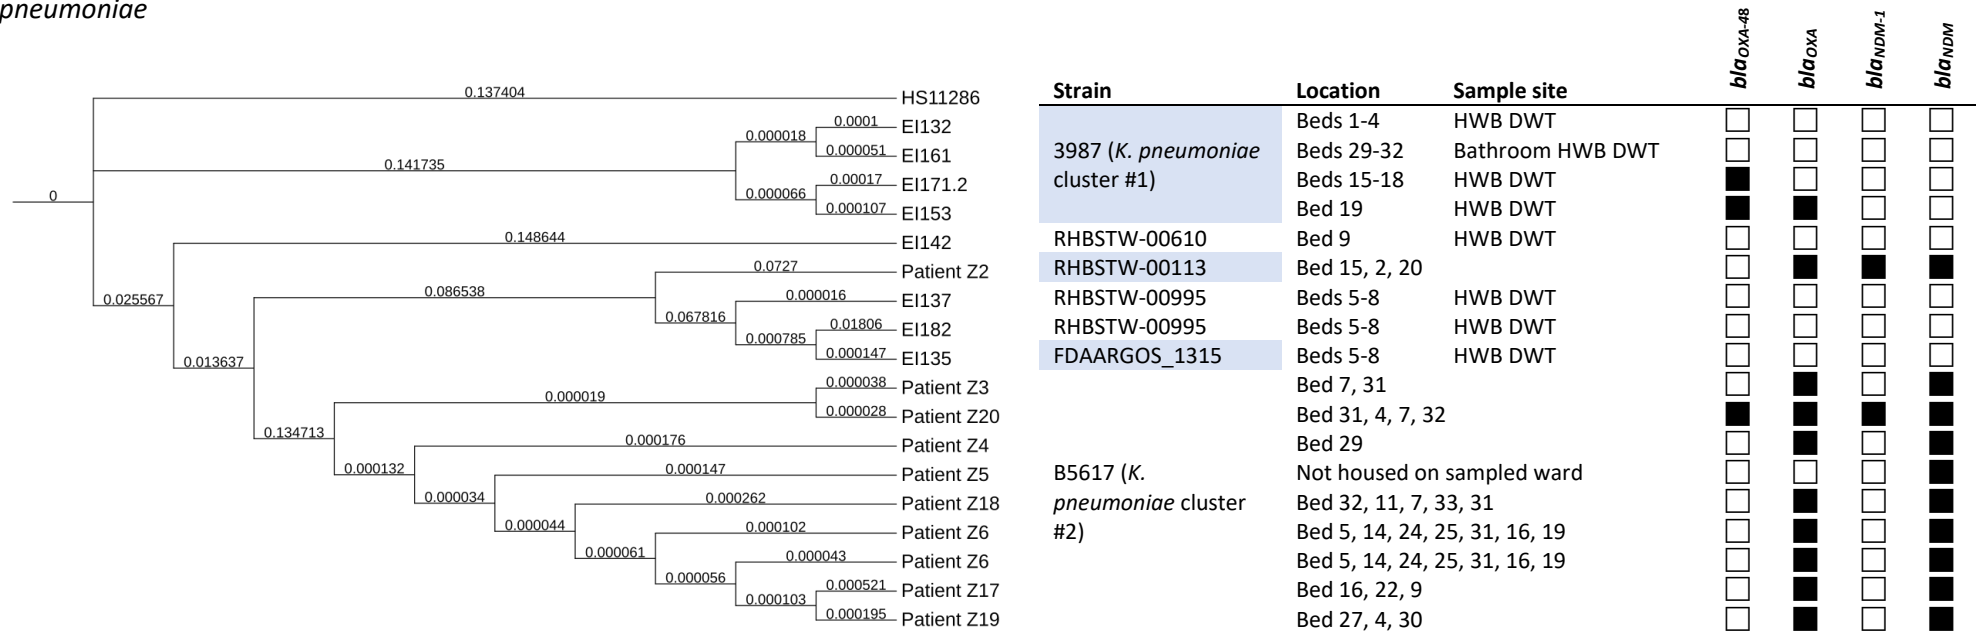 pneumoniae
blaOXA-48
blaOXA
blaNDM-1
blaNDM
Strain Location Sample site
0.137404 HS11286
0.0001 EI132 Beds 1-4 HWB DWT
0.000018
0.000051 EI161 3987 (K. pneumoniae Beds 29-32 Bathroom HWB DWT
0.141735
0.00017 EI171.2 cluster #1) Beds 15-18 HWB DWT
0.000066
0
0.000107 EI153 Bed 19 HWB DWT
0.148644 EI142 RHBSTW-00610 Bed 9 HWB DWT
0.0727 Patient Z2 RHBSTW-00113 Bed 15, 2, 20
0.025567
0.086538
0.000016 EI137 RHBSTW-00995 Beds 5-8 HWB DWT
0.067816
0.01806 EI182 RHBSTW-00995 Beds 5-8 HWB DWT
0.000785
0.000147 EI135 FDAARGOS_1315 Beds 5-8 HWB DWT
0.013637
0.000038 Patient Z3 Bed 7, 31
0.000019
0.000028 Patient Z20 Bed 31, 4, 7, 32
0.134713
0.000176 Patient Z4 Bed 29
0.000132
0.000147 Patient Z5 B5617 (K. Not housed on sampled ward
0.000034
0.000262 Patient Z18 pneumoniae cluster Bed 32, 11, 7, 33, 31
0.000044
0.000102 Patient Z6 #2) Bed 5, 14, 24, 25, 31, 16, 19
0.000061
0.000043 Patient Z6 Bed 5, 14, 24, 25, 31, 16, 19
0.000056
0.000521 Patient Z17 Bed 16, 22, 9
0.000103
0.000195 Patient Z19 Bed 27, 4, 30